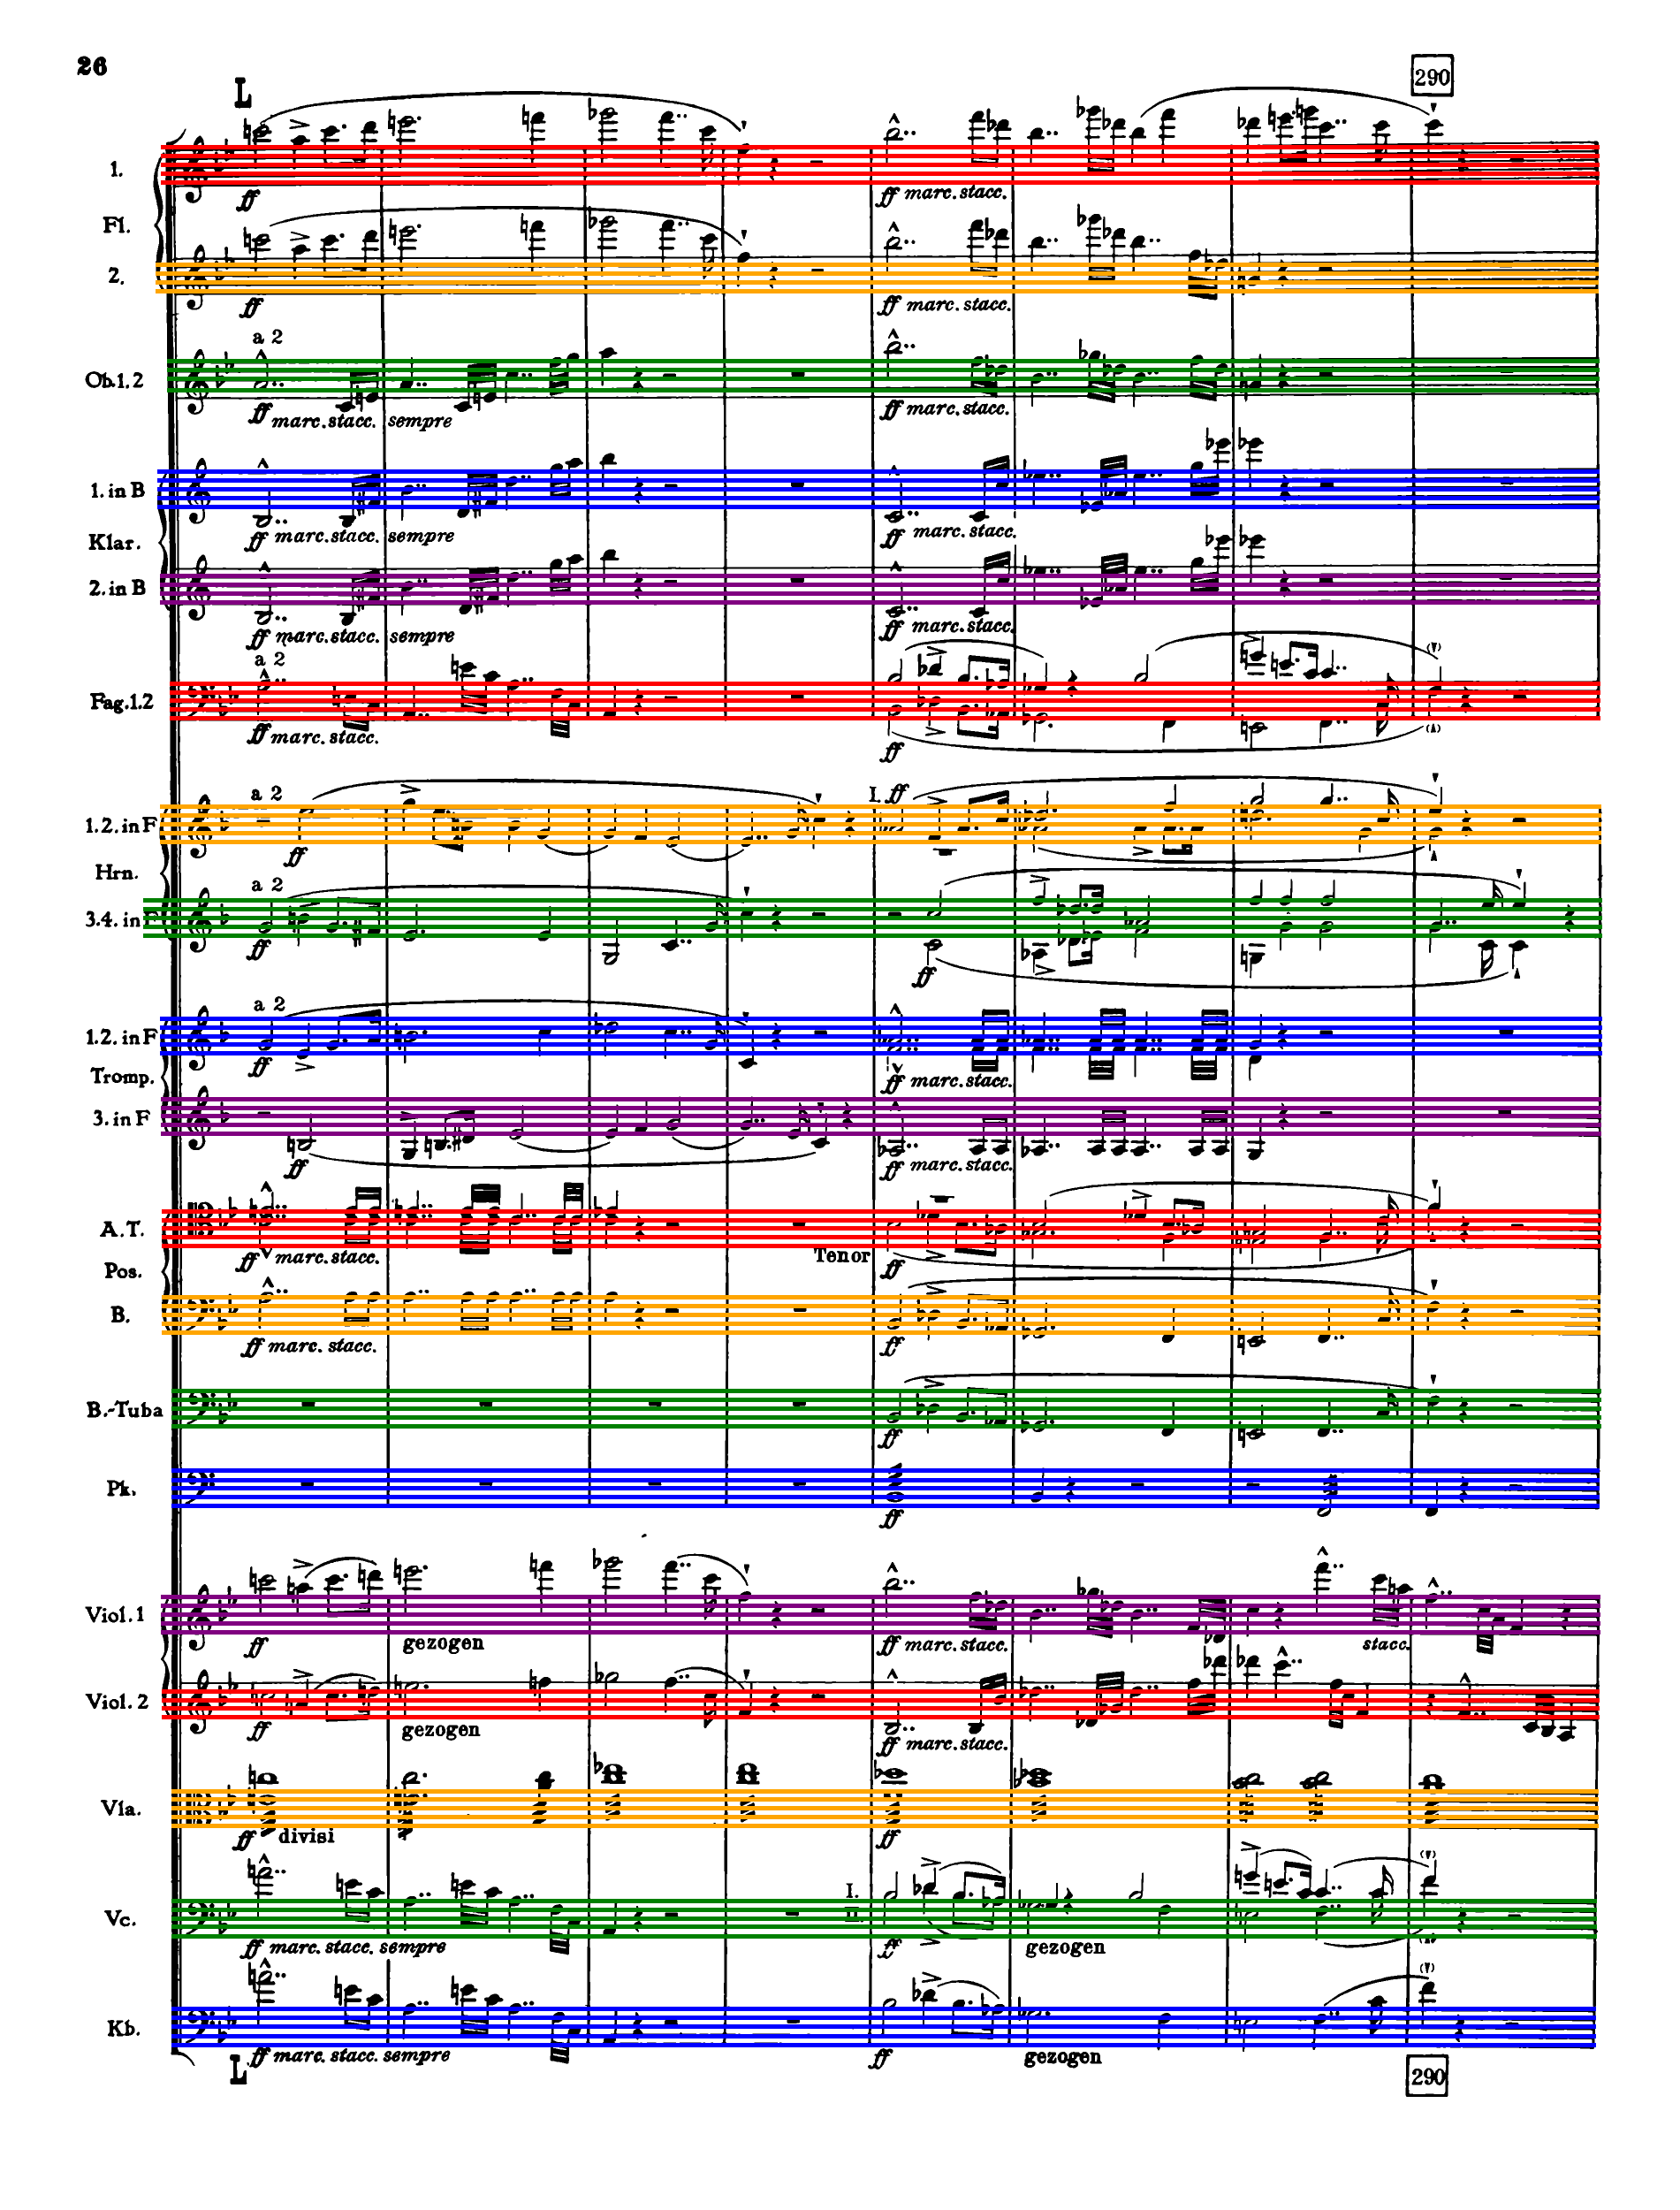 26
L
290
1.
ff
ff marc. stacc.
Fl.
2.
ff
ff marc. stacc.
a 2
Ob.1.2
ff marc. stacc. sempre
ff marc. stacc.
1. in B
ff marc. stacc. sempre
ff marc. stacc.
Klar.
2. in B
ff marc. stacc. sempre
ff marc. stacc.
a 2
Fag.1.2
ff marc. stacc.
ff
a 2
I. ff
1.2. in F
ff
Hrn.
a 2
3.4. in F
ff
ff
a 2
1.2. in F
ff
ff marc. stacc.
Tromp.
3. in F
ff
ff marc. stacc.
A.T.
ff marc. stacc.
Tenor
ff
Pos.
B.
ff marc. stacc.
ff
B.-Tuba
ff
Pk.
ff
Viol. 1
ff
gezogen
ff marc. stacc.
stacc.
Viol. 2
ff
gezogen
ff marc. stacc.
Vla.
ff divisi
ff
I.
II.
Vc.
ff marc. stacc. sempre
ff
gezogen
Kb.
ff marc. stacc. sempre
ff
gezogen
L
290